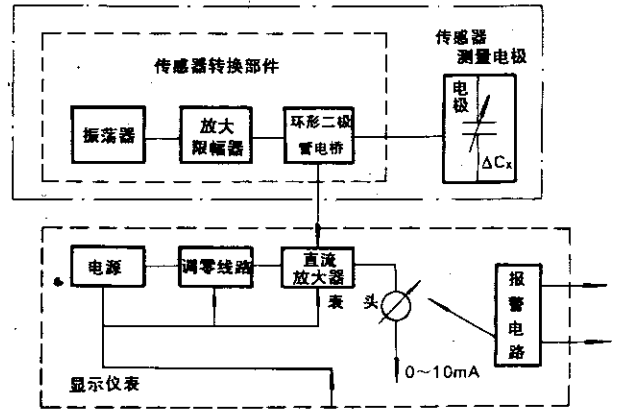 传感器
测量电极
传感器转换部件
振荡器
放大
限幅器
环形二极
管电桥
电极
ΔCx
电源
调零线路
直流
放大器
表头
报警电路
0~10mA
显示仪表